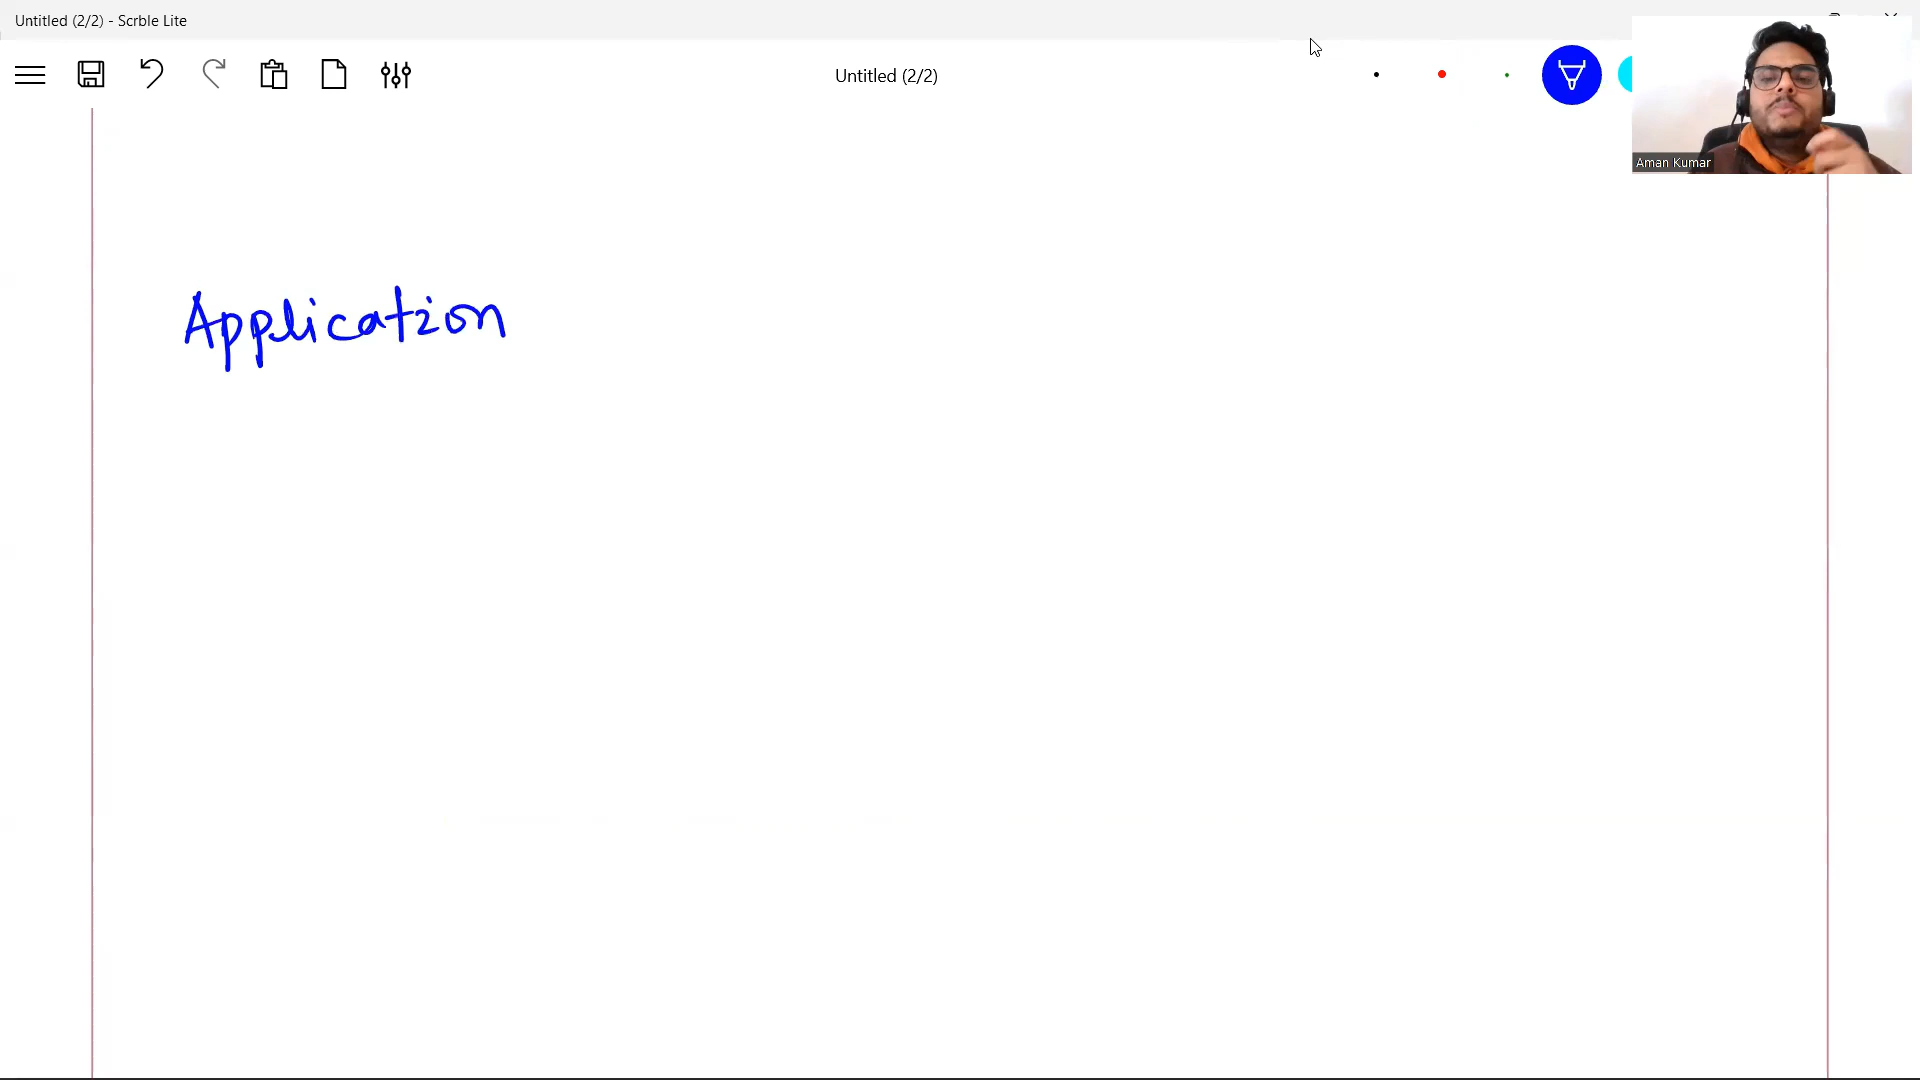 Untitled (2/2) - Scrble Lite
Untitled (2/2)
Aman Kumar
Application